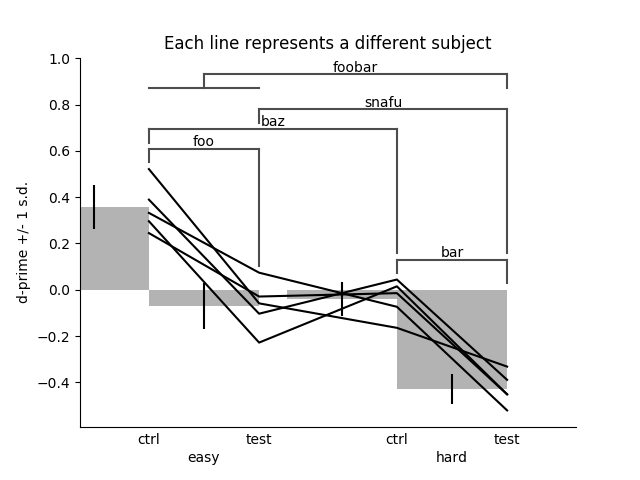 Each line represents a different subject
foobar
snafu
baz
foo
bar
d-prime +/- 1 s.d.
1.0
0.8
0.6
0.4
0.2
0.0
−0.2
−0.4
ctrl test ctrl test
easy hard